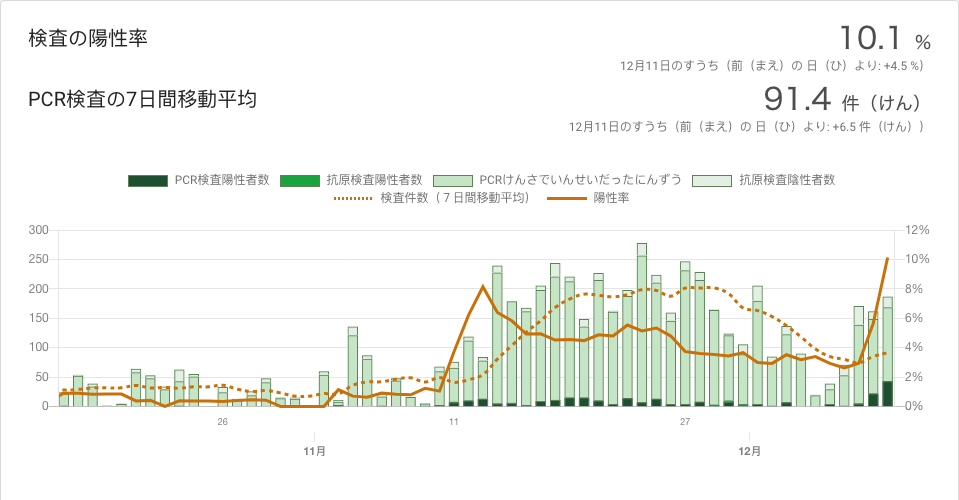 検査の陽性率
10.1 %
12月11日のすうち（前（まえ）の 日（ひ）より: +4.5 %）
PCR検査の7日間移動平均
91.4 件（けん）
12月11日のすうち（前（まえ）の 日（ひ）より: +6.5 件（けん））
PCR検査陽性者数 抗原検査陽性者数 PCRけんさでいんせいだったにんずう 抗原検査陰性者数
検査件数（７日間移動平均） 陽性率
300 12%
250 10%
200 8%
150 6%
100 4%
50 2%
0 0%
26 11 27
11月 12月